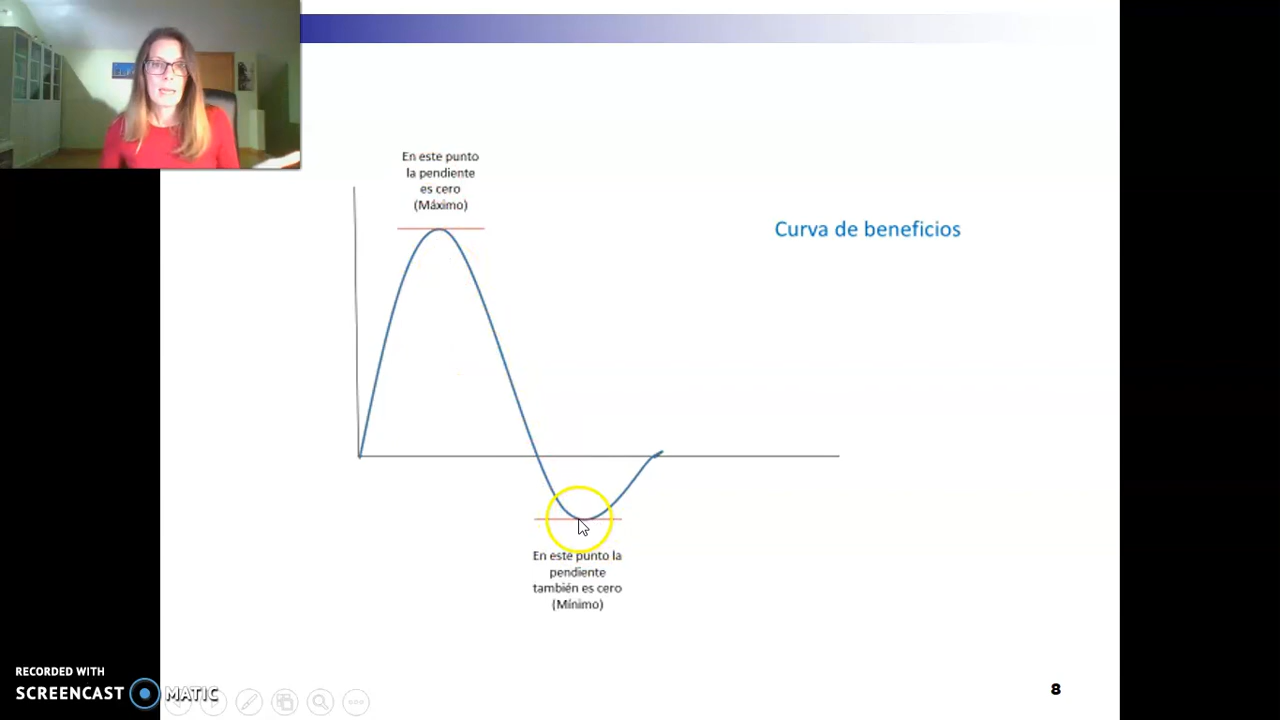 En este punto
la pendiente
es cero
(Máximo)
Curva de beneficios
En este punto la
pendiente
también es cero
(Mínimo)
RECORDED WITH
SCREENCAST MATIC
8